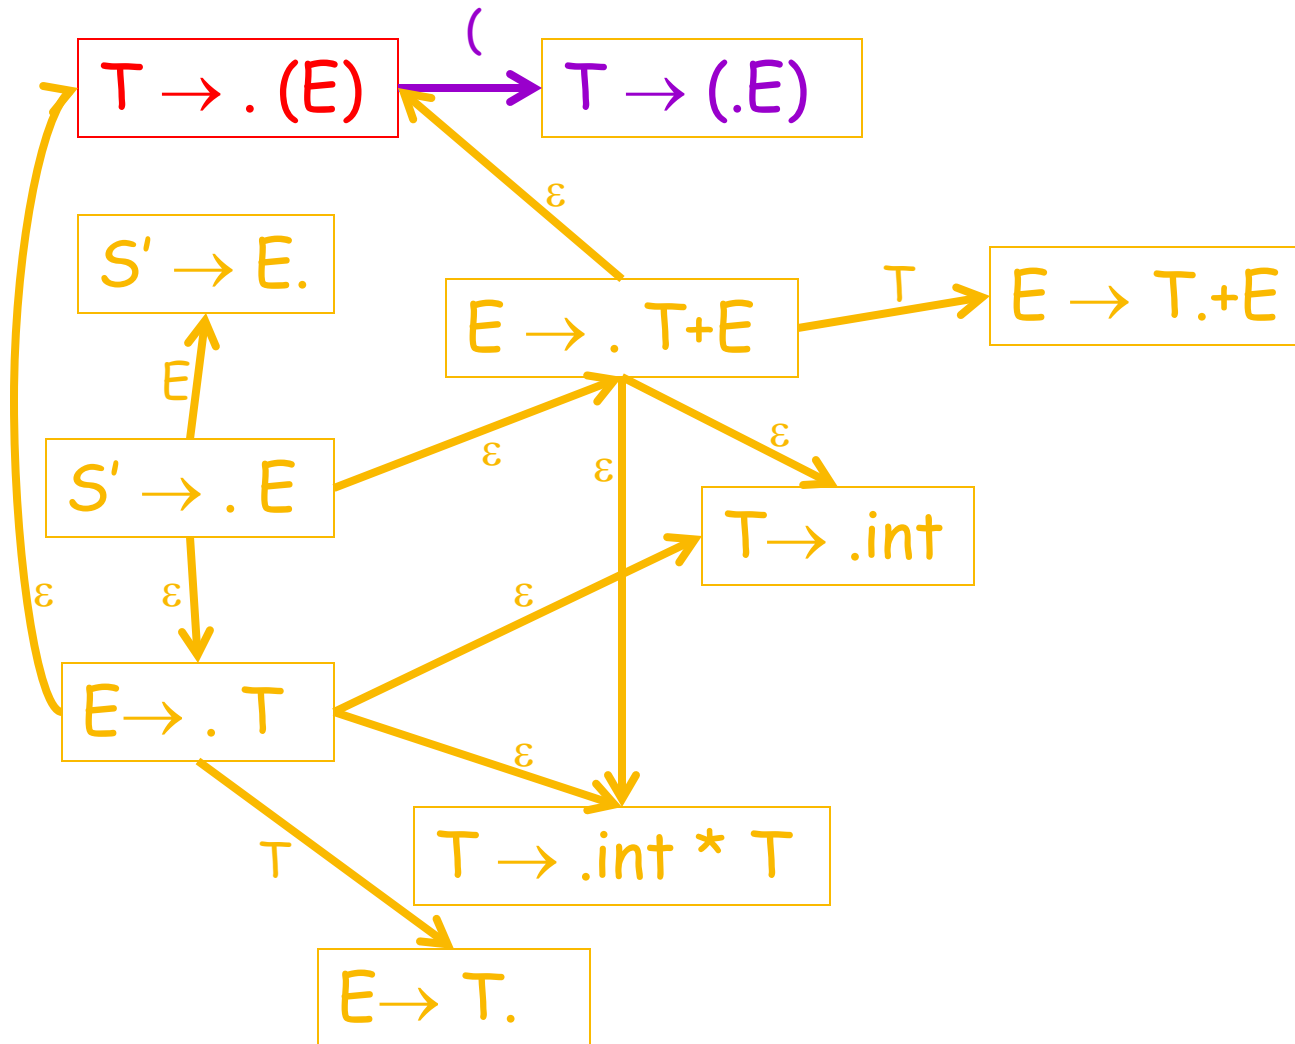 (
T → . (E)
T → (.E)
ε
S' → E.
T
E → T.+E
E → . T+E
E
ε
ε
ε
S' → . E
T→ .int
ε
ε
ε
E→ . T
ε
T
T → .int * T
E→ T.